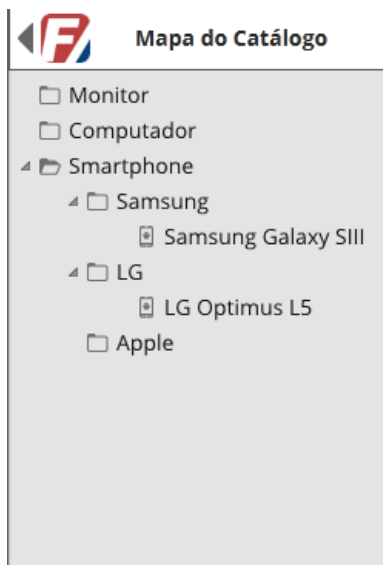 F
Mapa do Catálogo
Monitor
Computador
Smartphone
Samsung
Samsung Galaxy SIII
LG
LG Optimus L5
Apple